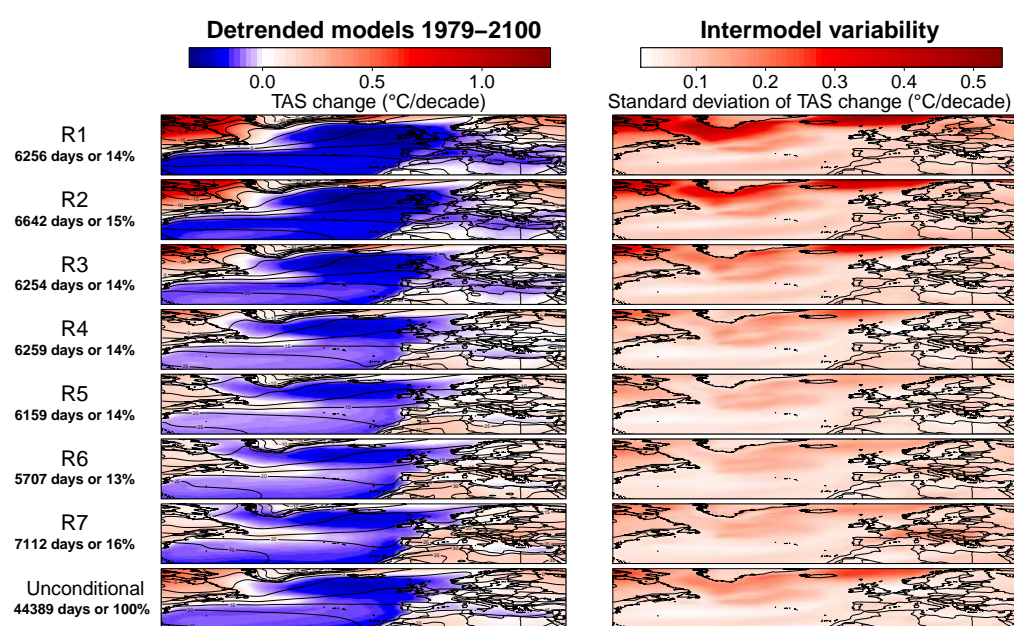 Detrended models 1979–2100
Intermodel variability
0.0 0.5 1.0
0.1 0.2 0.3 0.4 0.5
TAS change (°C/decade)
Standard deviation of TAS change (°C/decade)
R1
6256 days or 14%
R2
6642 days or 15%
R3
6254 days or 14%
R4
6259 days or 14%
R5
6159 days or 14%
R6
5707 days or 13%
R7
7112 days or 16%
Unconditional
44389 days or 100%